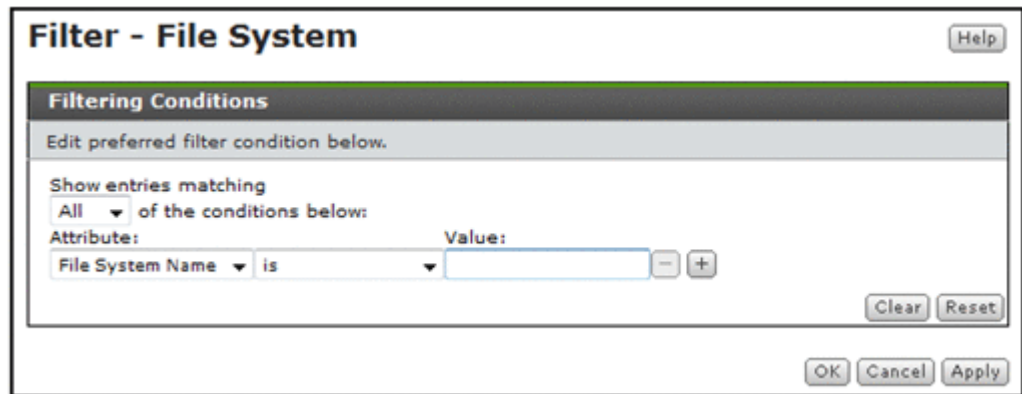 Filter - File System
Help
Filtering Conditions
Edit preferred filter condition below.
Show entries matching
All of the conditions below:
Attribute: Value:
File System Name is - +
Clear Reset
OK Cancel Apply